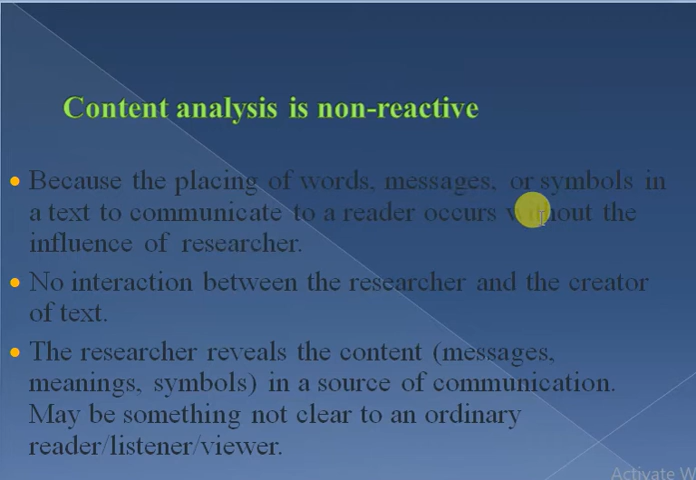 Content analysis is non-reactive
Because the placing of words, messages, or symbols in
a text to communicate to a reader occurs without the
influence of researcher.
No interaction between the researcher and the creator
of text.
The researcher reveals the content (messages,
meanings, symbols) in a source of communication.
May be something not clear to an ordinary
reader/listener/viewer.
Activate W